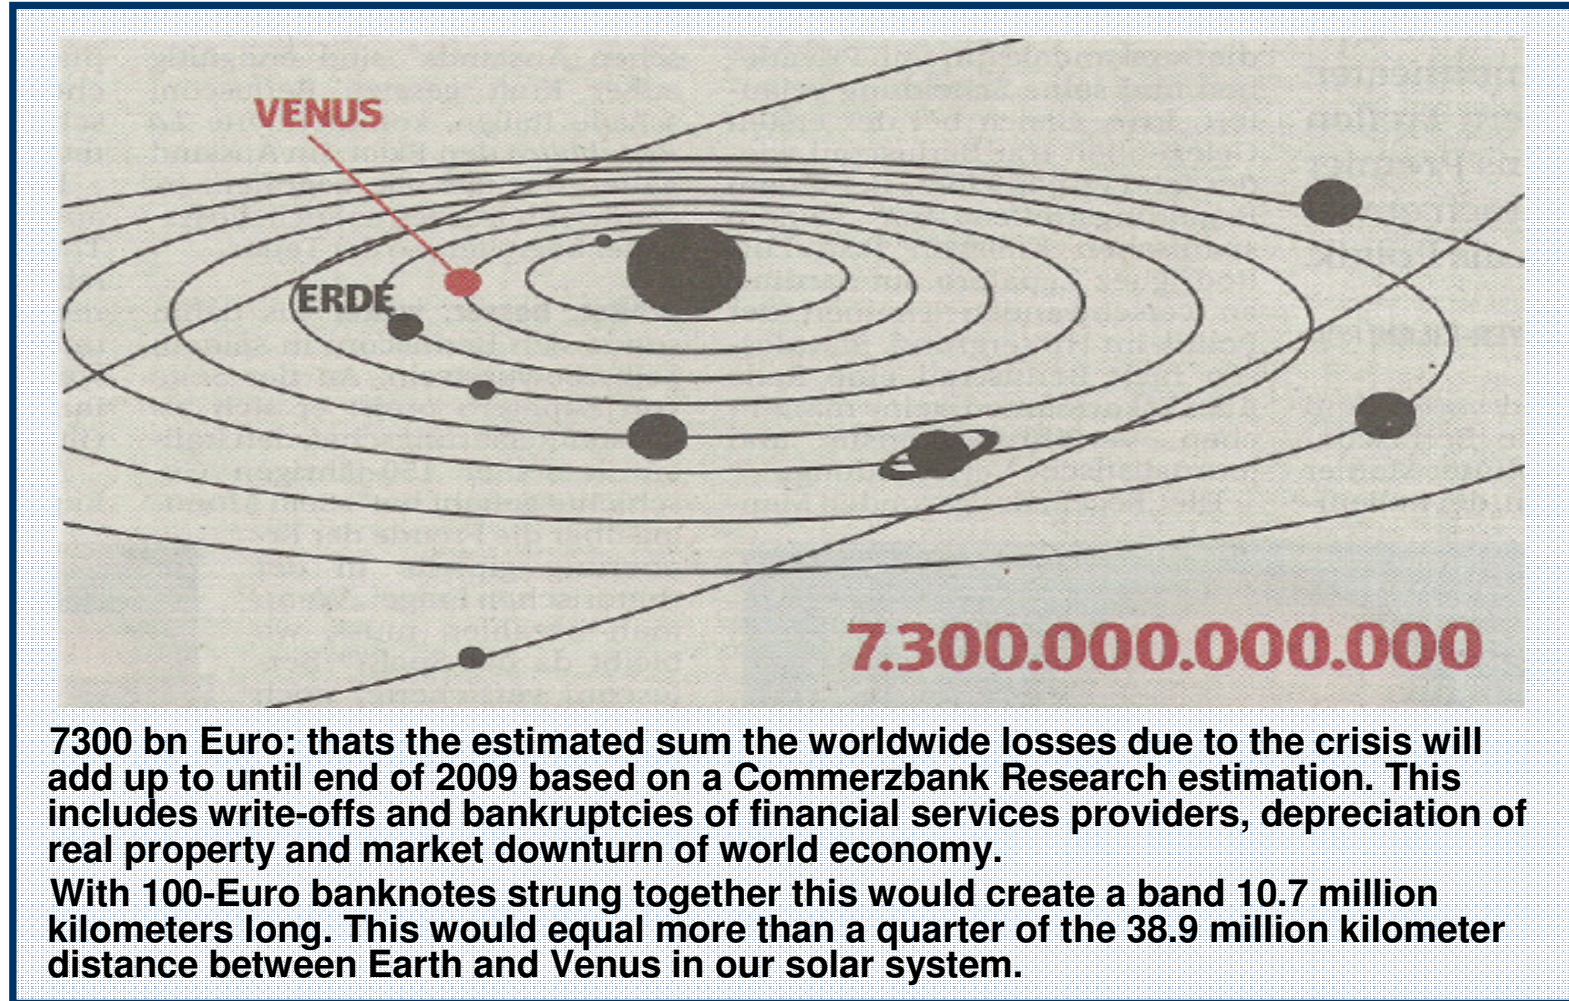 VENUS
ERDE
7.300.000.000.000
7300 bn Euro: thats the estimated sum the worldwide losses due to the crisis will
add up to until end of 2009 based on a Commerzbank Research estimation. This
includes write-offs and bankruptcies of financial services providers, depreciation of
real property and market downturn of world economy.
With 100-Euro banknotes strung together this would create a band 10.7 million
kilometers long. This would equal more than a quarter of the 38.9 million kilometer
distance between Earth and Venus in our solar system.